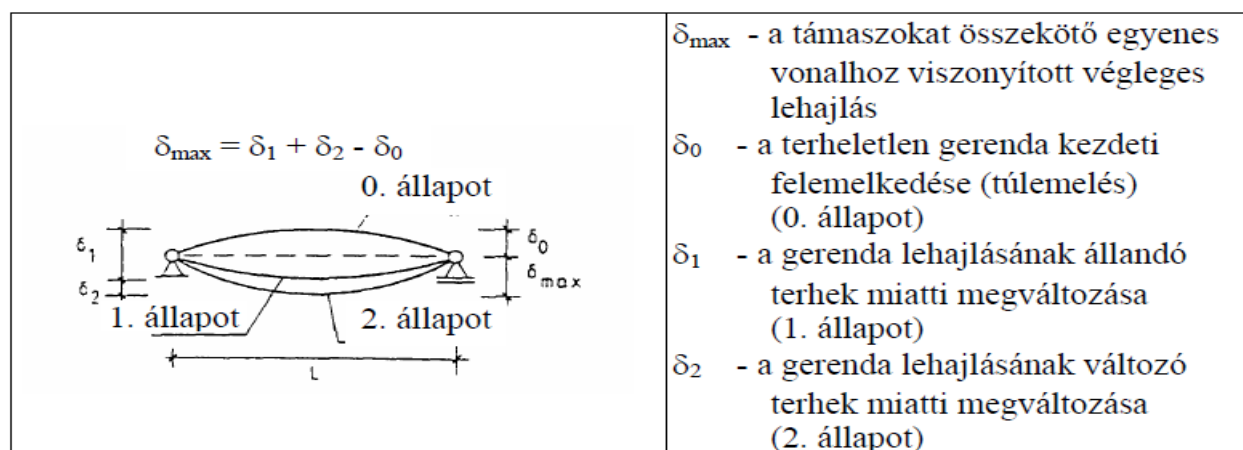 δmax = δ1 + δ2 - δ0
0. állapot
δ1
δ0
δ2
δmax
1. állapot
2. állapot
L
δmax - a támaszokat összekötő egyenes
vonalhoz viszonyított végleges
lehajlás
δ0 - a terheletlen gerenda kezdeti
felemelkedése (túlemelés)
(0. állapot)
δ1 - a gerenda lehajlásának állandó
terhek miatti megváltozása
(1. állapot)
δ2 - a gerenda lehajlásának változó
terhek miatti megváltozása
(2. állapot)